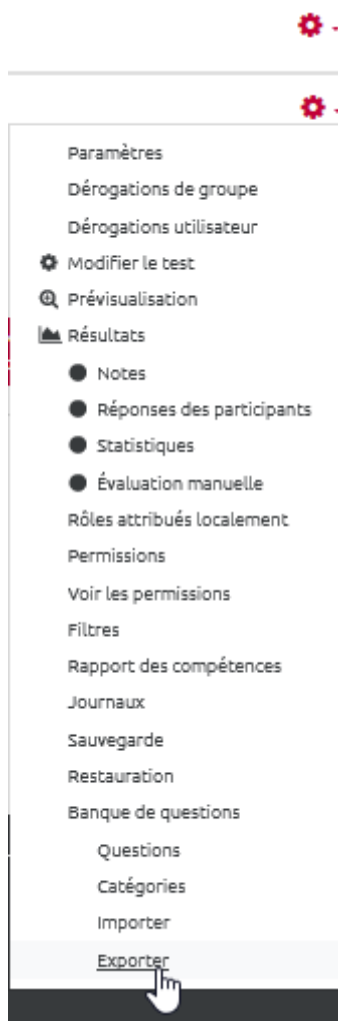 Paramètres
Dérogations de groupe
Dérogations utilisateur
Modifier le test
Prévisualisation
Résultats
Notes
Réponses des participants
Statistiques
Évaluation manuelle
Rôles attribués localement
Permissions
Voir les permissions
Filtres
Rapport des compétences
Journaux
Sauvegarde
Restauration
Banque de questions
Questions
Catégories
Importer
Exporter